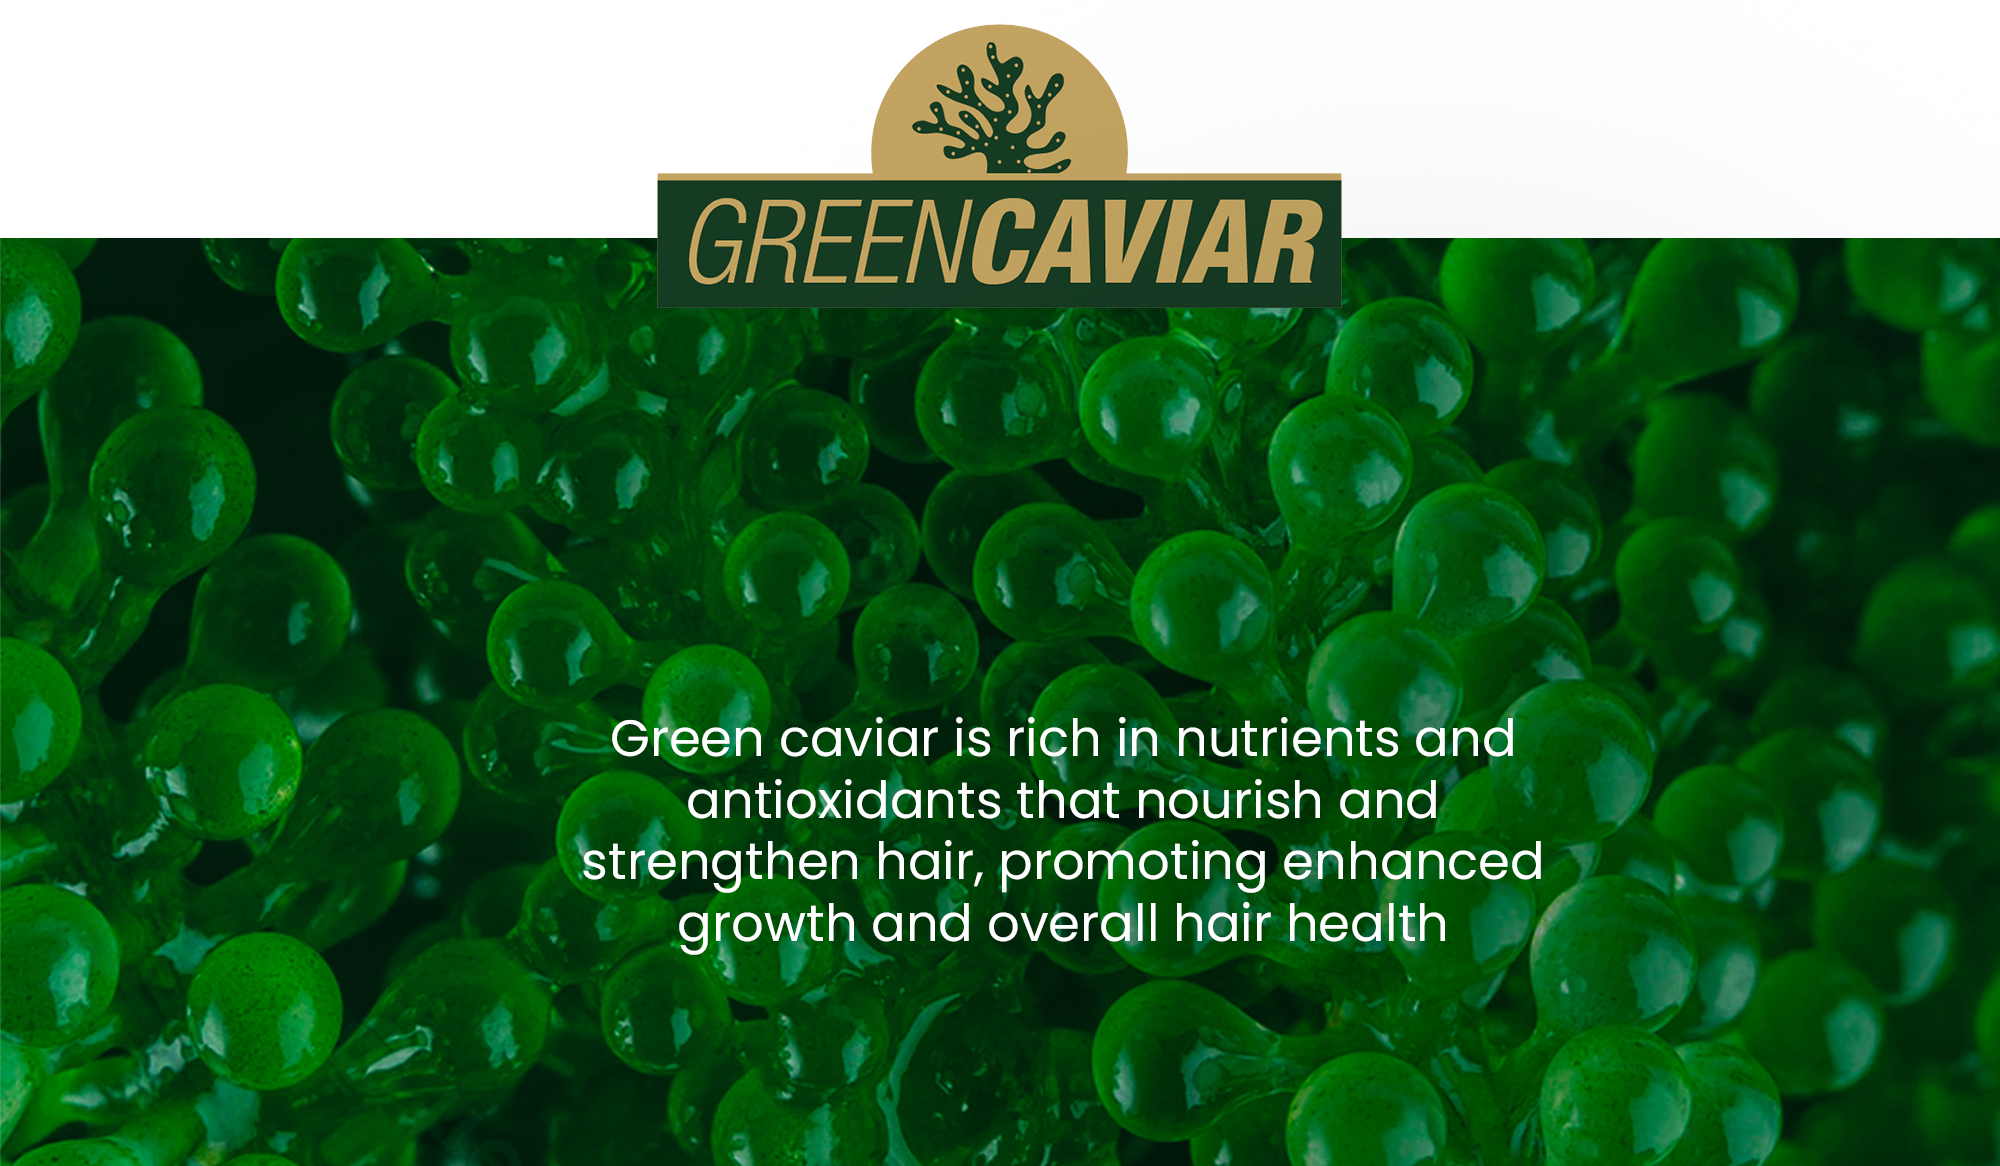 GREENCAVIAR
Green caviar is rich in nutrients and
antioxidants that nourish and
strengthen hair, promoting enhanced
growth and overall hair health